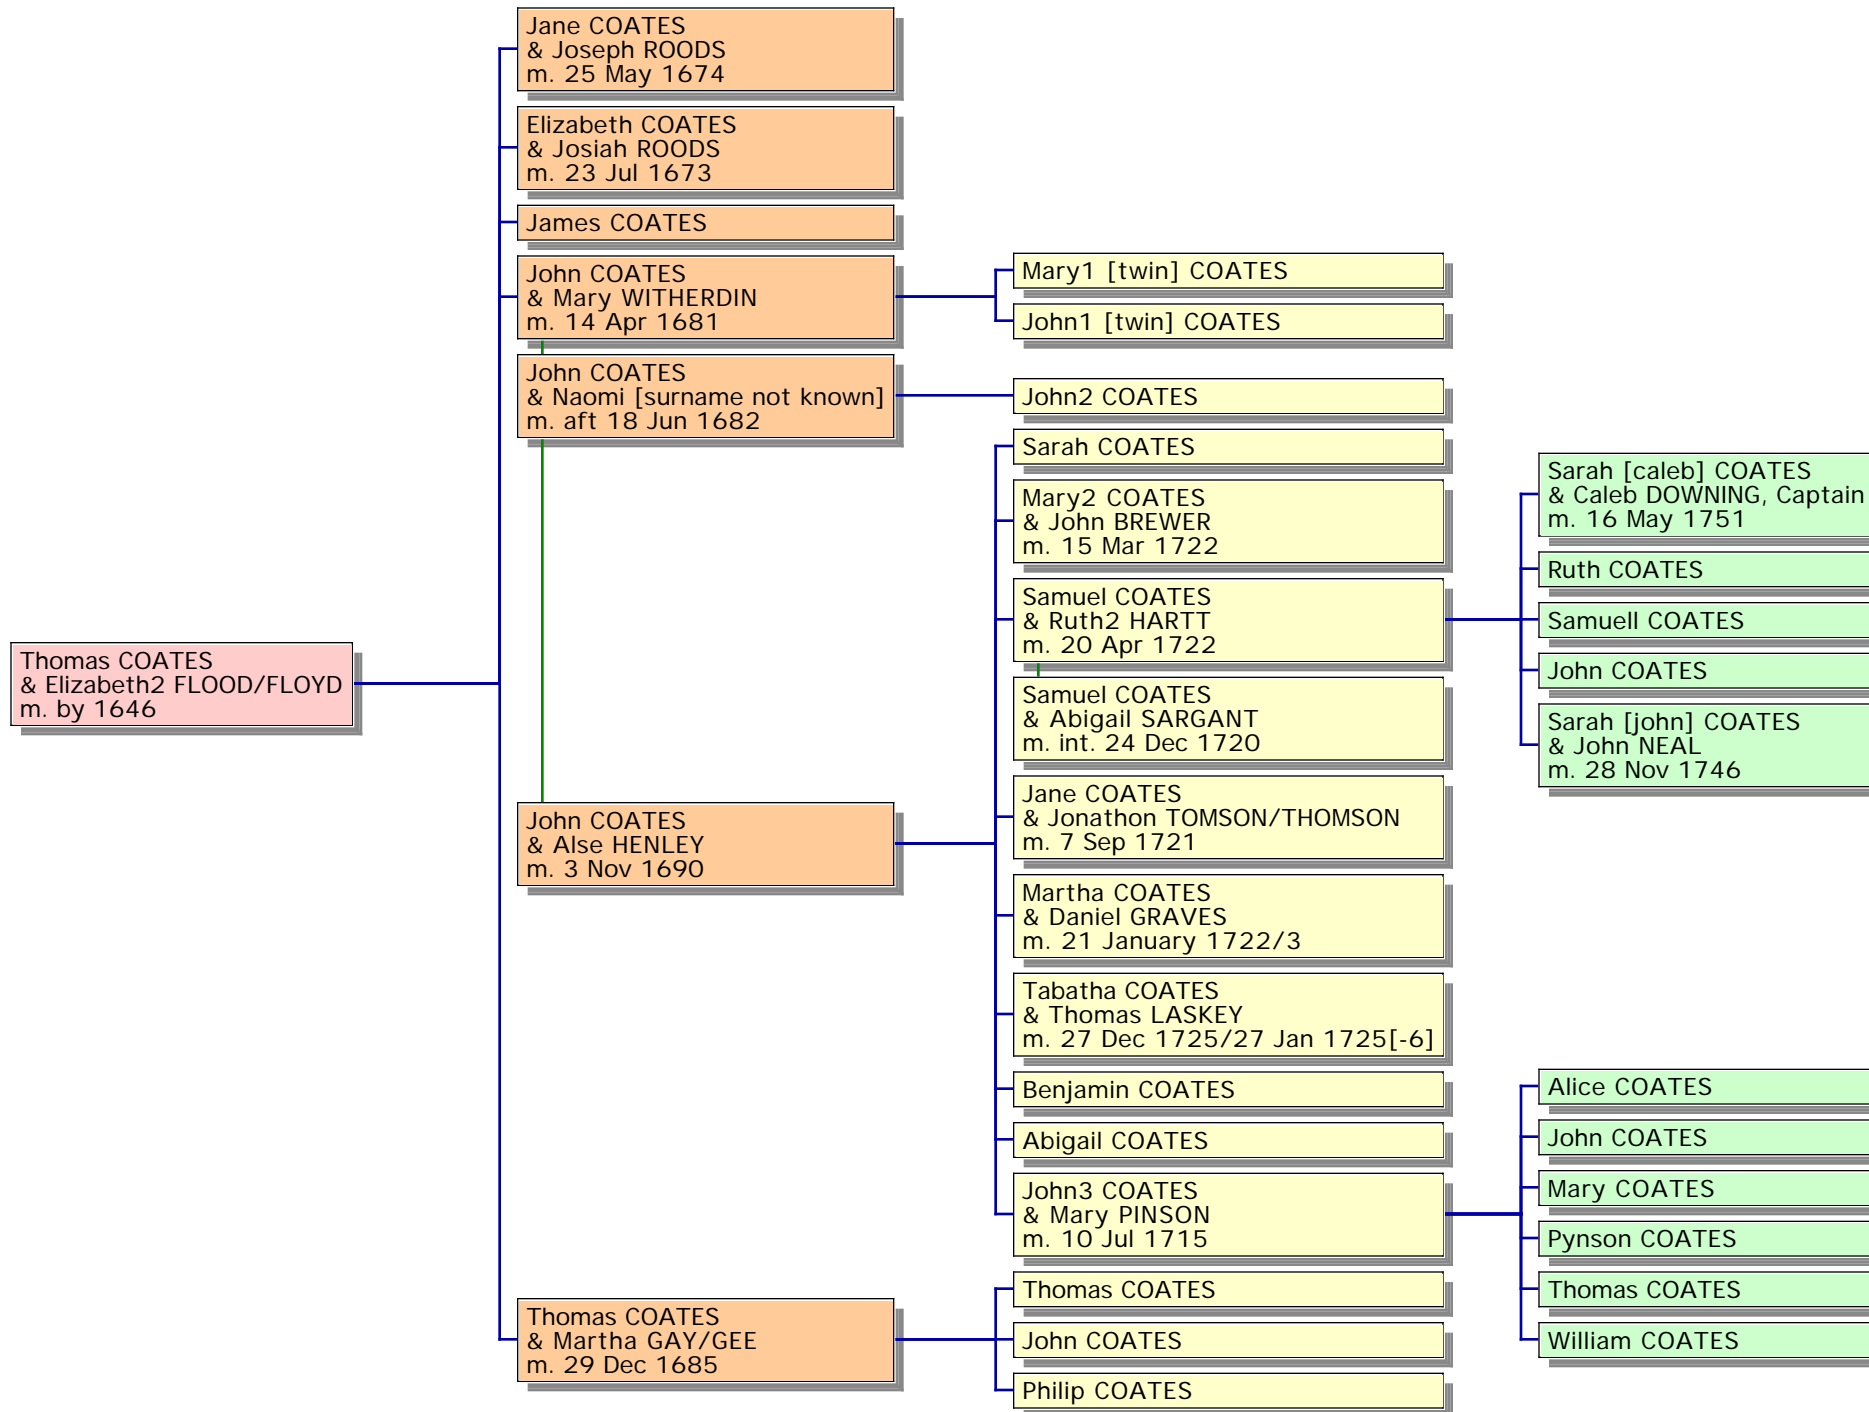 Jane COATES
& Joseph ROODS
m. 25 May 1674
Elizabeth COATES
& Josiah ROODS
m. 23 Jul 1673
James COATES
John COATES
& Mary WITHERDIN
m. 14 Apr 1681
John COATES
& Naomi [surname not known]
m. aft 18 Jun 1682
Thomas COATES
& Elizabeth2 FLOOD/FLOYD
m. by 1646
John COATES
& Alse HENLEY
m. 3 Nov 1690
Thomas COATES
& Martha GAY/GEE
m. 29 Dec 1685
Mary1 [twin] COATES
John1 [twin] COATES
John2 COATES
Sarah COATES
Mary2 COATES
& John BREWER
m. 15 Mar 1722
Samuel COATES
& Ruth2 HARTT
m. 20 Apr 1722
Samuel COATES
& Abigail SARGANT
m. int. 24 Dec 1720
Jane COATES
& Jonathon TOMSON/THOMSON
m. 7 Sep 1721
Martha COATES
& Daniel GRAVES
m. 21 January 1722/3
Tabatha COATES
& Thomas LASKEY
m. 27 Dec 1725/27 Jan 1725[-6]
Benjamin COATES
Abigail COATES
John3 COATES
& Mary PINSON
m. 10 Jul 1715
Thomas COATES
John COATES
Philip COATES
Sarah [caleb] COATES
& Caleb DOWNING, Captain
m. 16 May 1751
Ruth COATES
Samuell COATES
John COATES
Sarah [john] COATES
& John NEAL
m. 28 Nov 1746
Alice COATES
John COATES
Mary COATES
Pynson COATES
Thomas COATES
William COATES